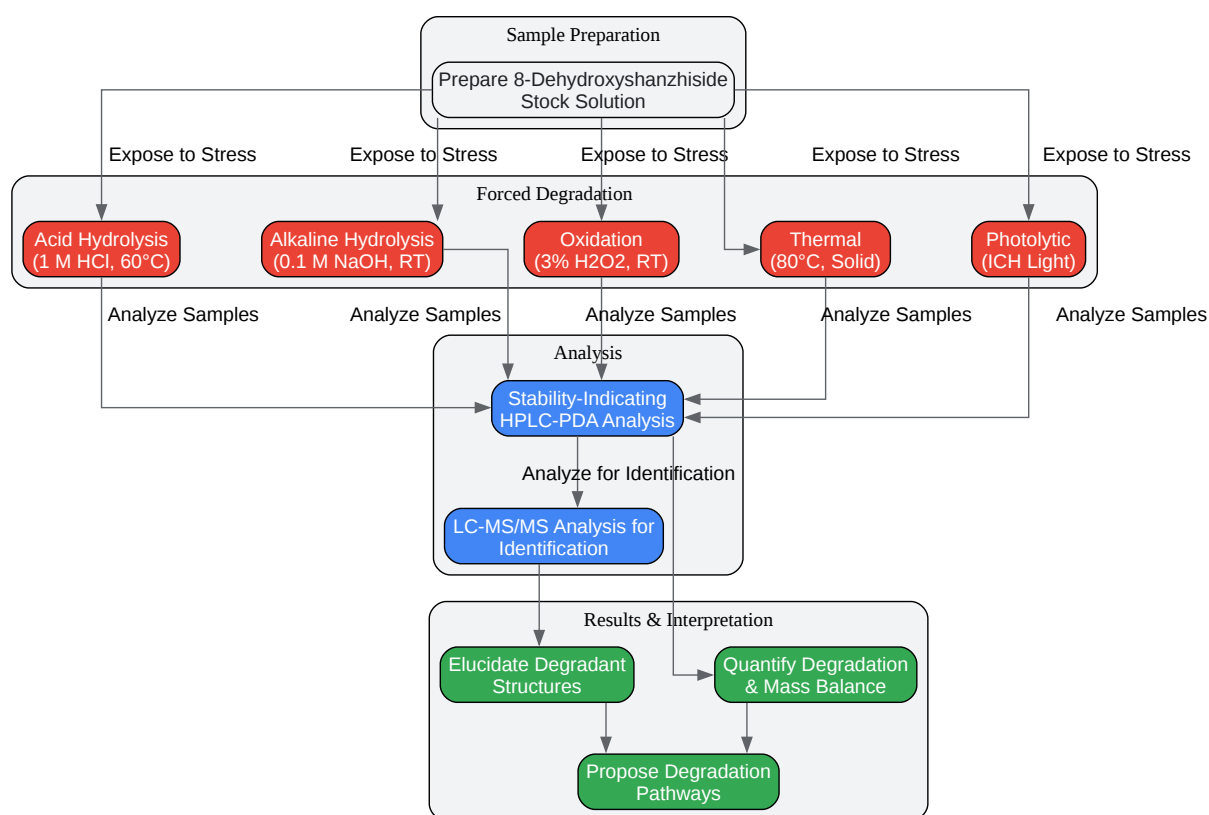 Sample Preparation
Prepare 8-Dehydroxyshanzhiside
Stock Solution
Expose to Stress
Expose to Stress
Expose to Stress
Expose to Stress
Expose to Stress
Forced Degradation
Acid Hydrolysis
(1 M HCl, 60°C)
Alkaline Hydrolysis
(0.1 M NaOH, RT)
Oxidation
(3% H2O2, RT)
Thermal
(80°C, Solid)
Photolytic
(ICH Light)
Analyze Samples
Analyze Samples
Analyze Samples
Analyze Samples
Analyze Samples
Analysis
Stability-Indicating
HPLC-PDA Analysis
Analyze for Identification
LC-MS/MS Analysis for
Identification
Results & Interpretation
Elucidate Degradant
Structures
Quantify Degradation
& Mass Balance
Propose Degradation
Pathways